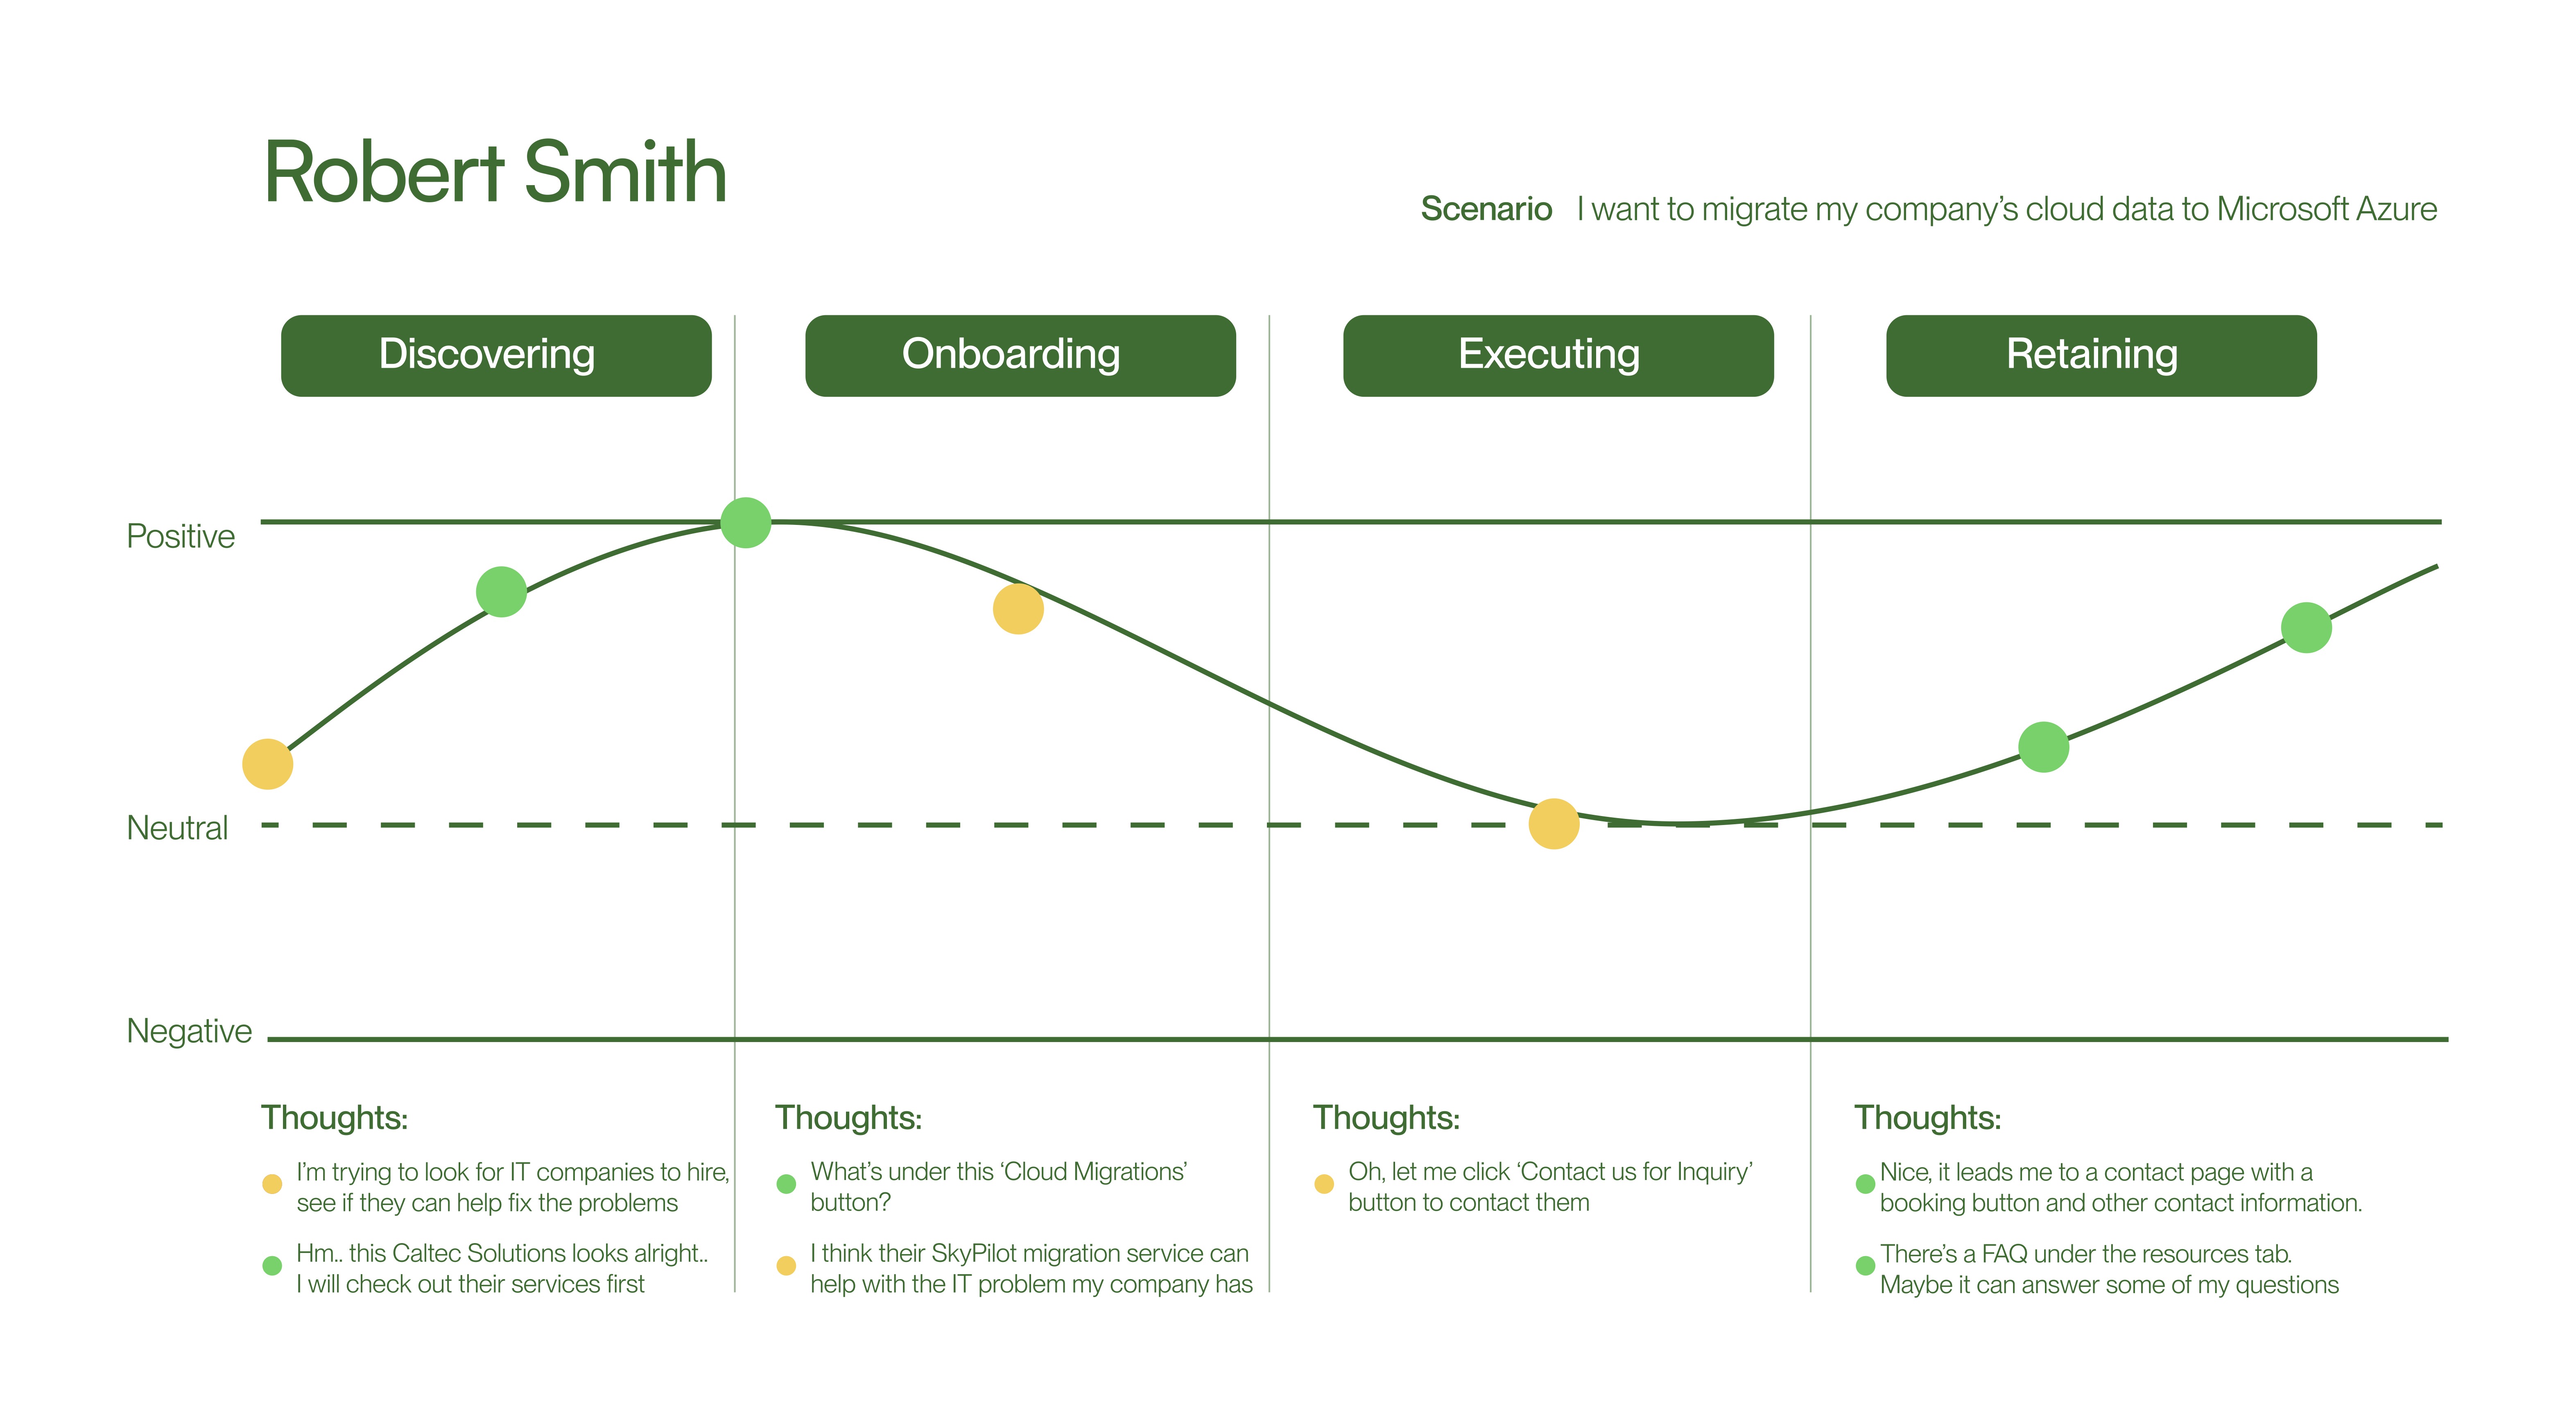 Robert Smith
Scenario I want to migrate my company’s cloud data to Microsoft Azure
Discovering
Onboarding
Executing
Retaining
Positive
Neutral
Negative
Thoughts:
I’m trying to look for IT companies to hire,
see if they can help fix the problems
Hm.. this Caltec Solutions looks alright..
I will check out their services first
Thoughts:
What’s under this ‘Cloud Migrations’
button?
I think their SkyPilot migration service can
help with the IT problem my company has
Thoughts:
Oh, let me click ‘Contact us for Inquiry’
button to contact them
Thoughts:
Nice, it leads me to a contact page with a
booking button and other contact information.
There’s a FAQ under the resources tab.
Maybe it can answer some of my questions